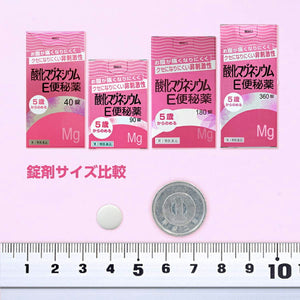 お腹が痛くなりにくく
クセになりにくい非刺激性
酸化マグネシウム
E便秘薬
5歳
からのめる
40錠
Mg
お腹が痛くなりにくく
クセになりにくい非刺激性
酸化マグネシウム
E便秘薬
5歳
からのめる
90錠
Mg
お腹が痛くなりにくく
クセになりにくい非刺激性
酸化マグネシウム
E便秘薬
5歳
からのめる
180錠
Mg
お腹が痛くなりにくく
クセになりにくい非刺激性
酸化マグネシウム
E便秘薬
5歳
からのめる
360錠
Mg
錠剤サイズ比較
1 2 3 4 5 6 7 8 9 10